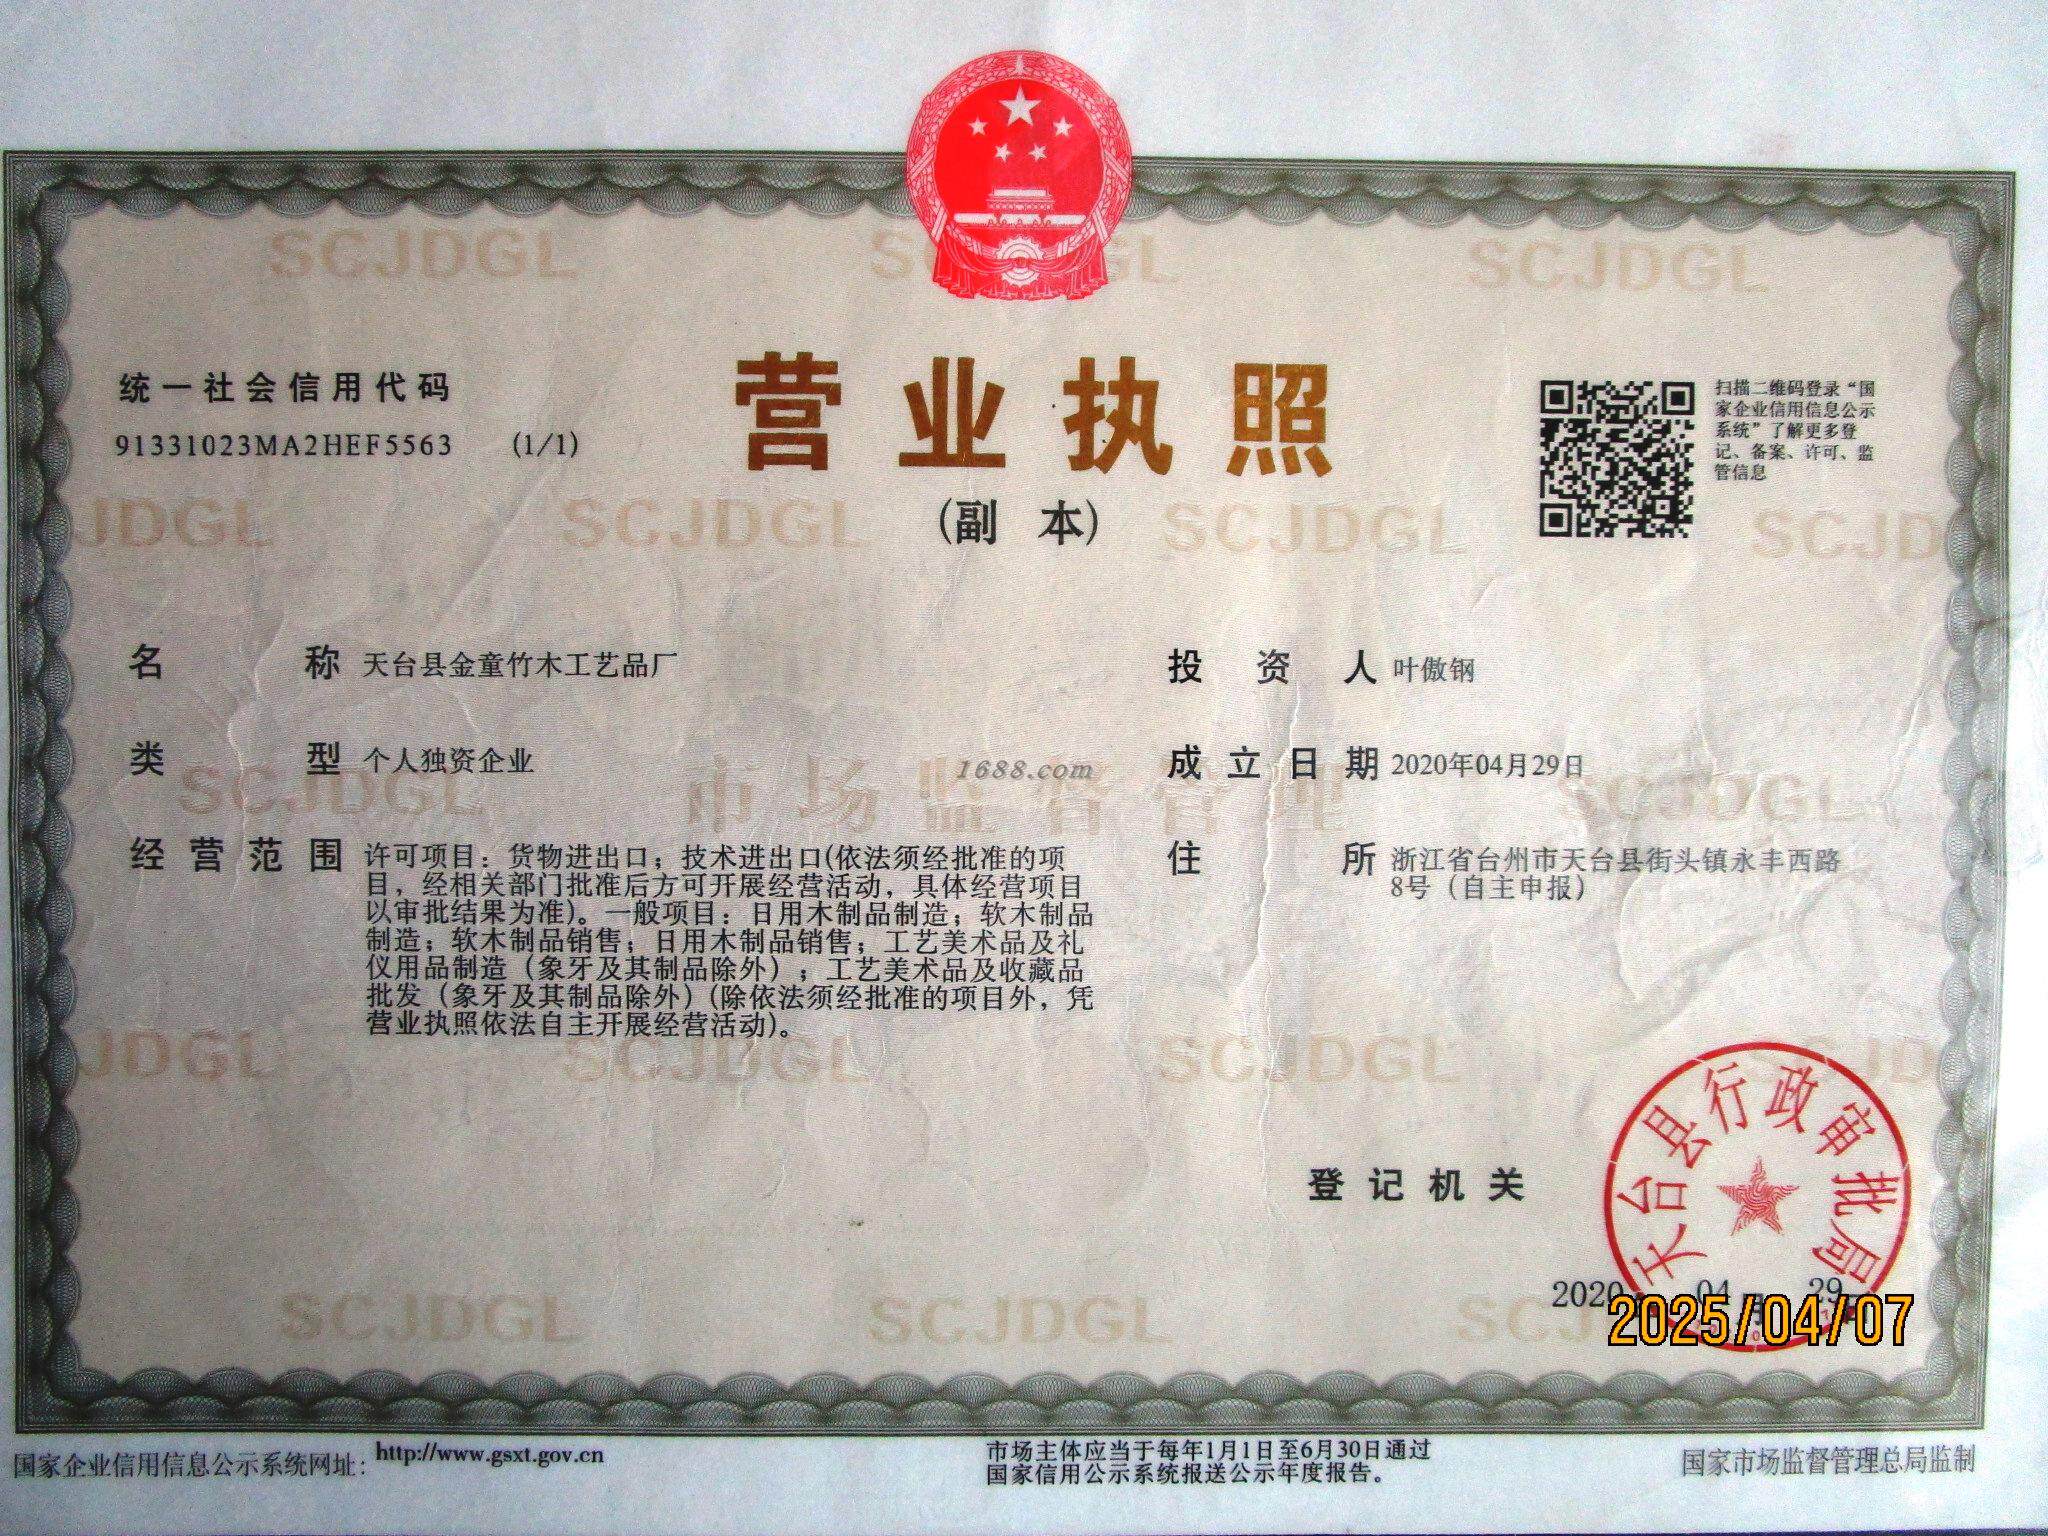 统一社会信用代码
91331023MA2HEF5563 (1/1)
营业执照
(副 本)
扫描二维码登录“国
家企业信用信息公示
系统”了解更多登
记、备案、许可、监
管信息
名 称 天台县金童竹木工艺品厂
投 资 人 叶傲钢
类 型 个人独资企业
成 立 日 期 2020年04月29日
经 营 范 围 许可项目：货物进出口；技术进出口(依法须经批准的项
目，经相关部门批准后方可开展经营活动，具体经营项目
以审批结果为准)。一般项目：日用木制品制造；软木制品
制造；软木制品销售；日用木制品销售；工艺美术品及礼
仪用品制造（象牙及其制品除外）；工艺美术品及收藏品
批发（象牙及其制品除外）(除依法须经批准的项目外，凭
营业执照依法自主开展经营活动)。
住 所 浙江省台州市天台县街头镇永丰西路
8号（自主申报）
1688.com
市场监督管理
SCJDGL
登 记 机 关
天台县行政审批局
2020 04 月 29 日
2025/04/07
国家企业信用信息公示系统网址：http://www.gsxt.gov.cn
市场主体应当于每年1月1日至6月30日通过
国家信用公示系统报送公示年度报告。
国家市场监督管理总局监制